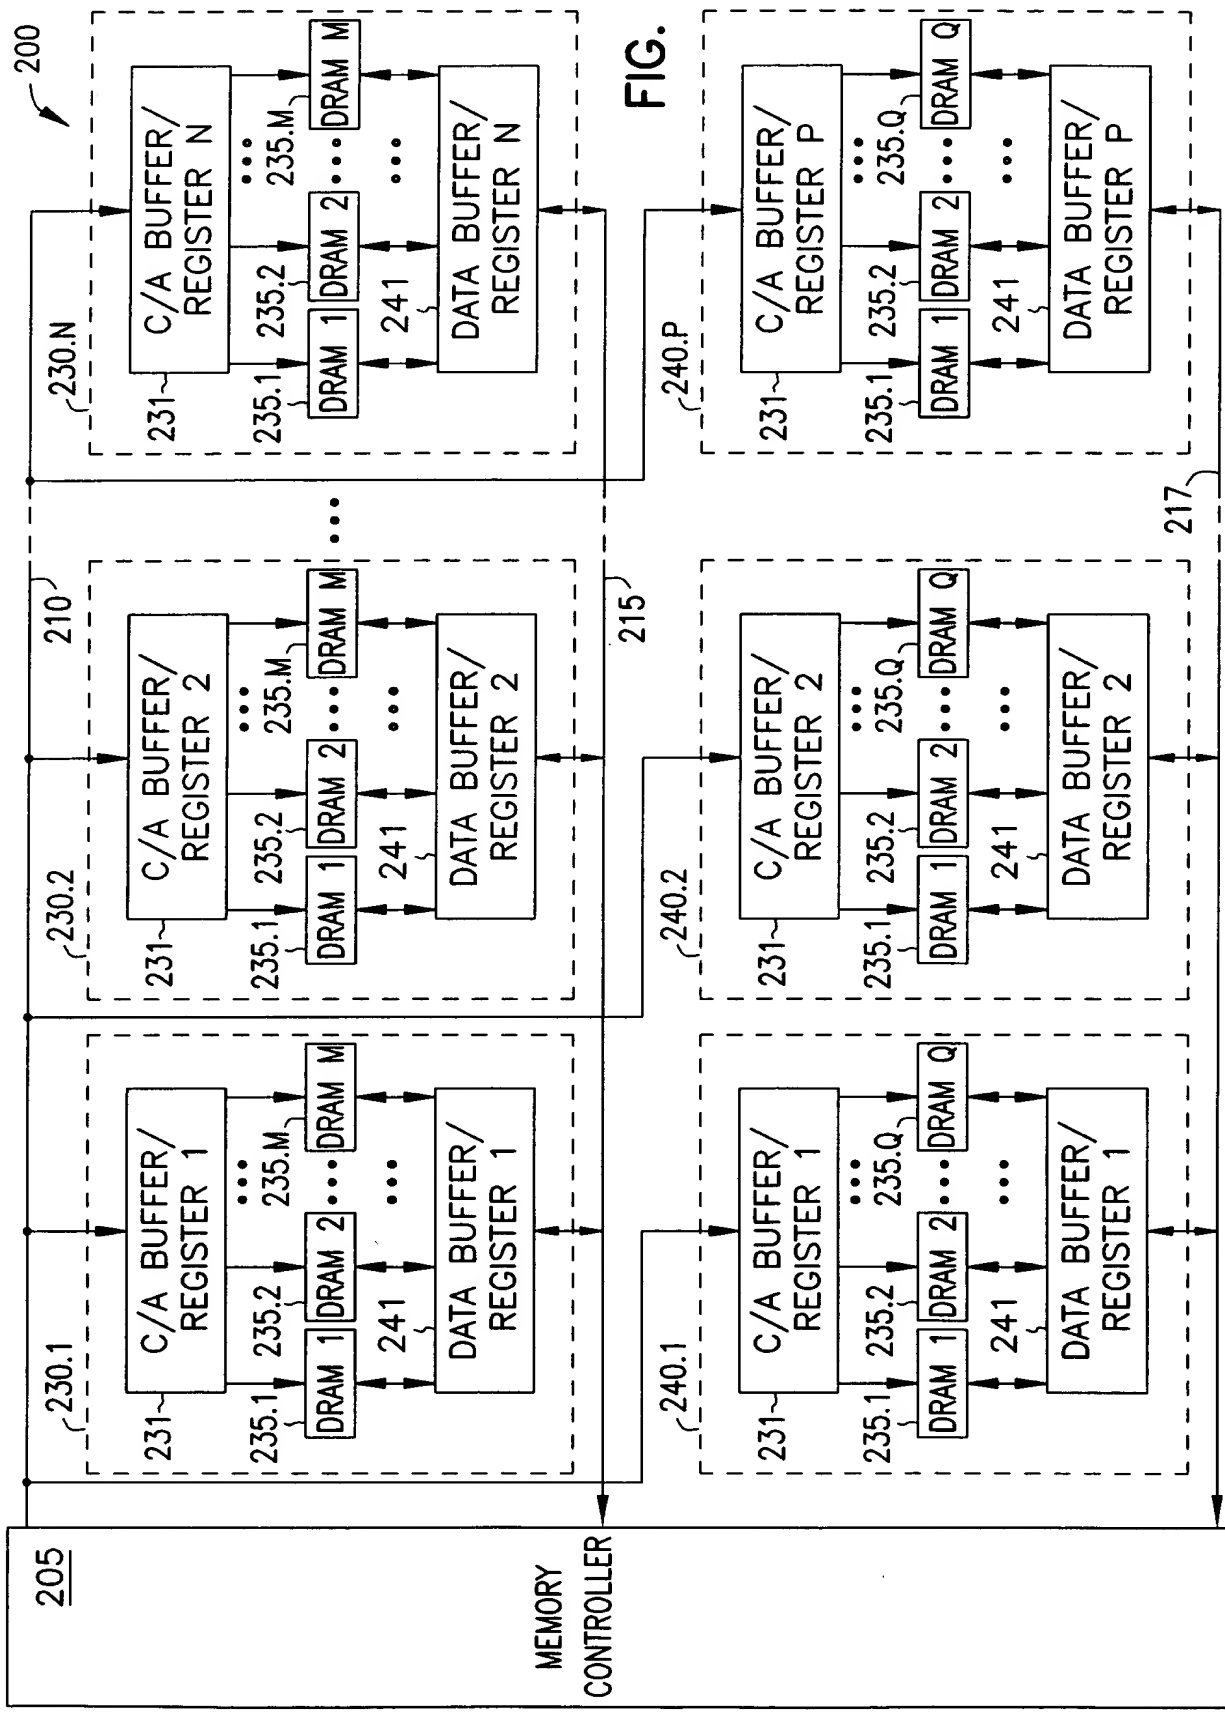 200
FIG.
205
MEMORY
CONTROLLER
210
215
217
230.1
231
C/A BUFFER/
REGISTER 1
235.1
235.2
235.M
DRAM 1
DRAM 2
DRAM M
241
DATA BUFFER/
REGISTER 1
230.2
231
C/A BUFFER/
REGISTER 2
235.1
235.2
235.M
DRAM 1
DRAM 2
DRAM M
241
DATA BUFFER/
REGISTER 2
230.N
231
C/A BUFFER/
REGISTER N
235.1
235.2
235.M
DRAM 1
DRAM 2
DRAM M
241
DATA BUFFER/
REGISTER N
240.1
231
C/A BUFFER/
REGISTER 1
235.1
235.2
235.Q
DRAM 1
DRAM 2
DRAM Q
241
DATA BUFFER/
REGISTER 1
240.2
231
C/A BUFFER/
REGISTER 2
235.1
235.2
235.Q
DRAM 1
DRAM 2
DRAM Q
241
DATA BUFFER/
REGISTER 2
240.P
231
C/A BUFFER/
REGISTER P
235.1
235.2
235.Q
DRAM 1
DRAM 2
DRAM Q
241
DATA BUFFER/
REGISTER P